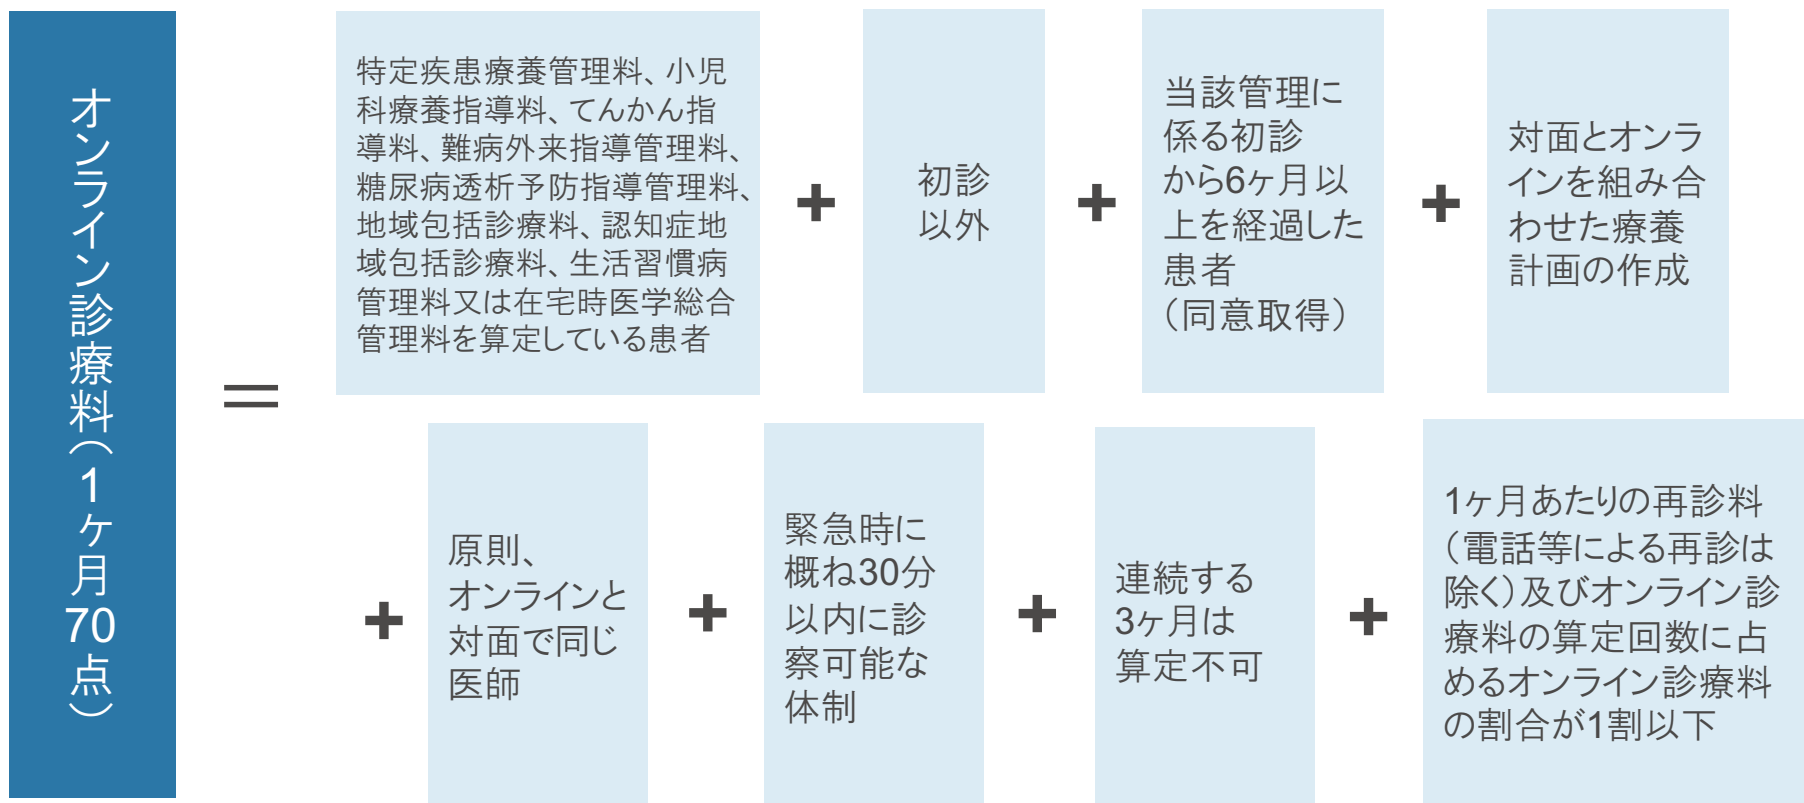 オンライン診療料（1ヶ月70点）
＝
特定疾患療養管理料、小児
科療養指導料、てんかん指
導料、難病外来指導管理料、
糖尿病透析予防指導管理料、
地域包括診療料、認知症地
域包括診療料、生活習慣病
管理料又は在宅時医学総合
管理料を算定している患者
+
初診
以外
+
当該管理に
係る初診
から6ヶ月以
上を経過した
患者
（同意取得）
+
対面とオンラ
インを組み合
わせた療養
計画の作成
+
原則、
オンラインと
対面で同じ
医師
+
緊急時に
概ね30分
以内に診
察可能な
体制
+
連続する
3ヶ月は
算定不可
+
1ヶ月あたりの再診料
（電話等による再診は
除く）及びオンライン診
療料の算定回数に占
めるオンライン診療料
の割合が1割以下